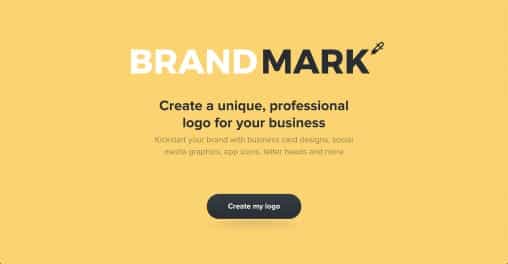 BRANDMARK
Create a unique, professional
logo for your business
Kickstart your brand with business card designs, social
media graphics, app icons, letter heads and more
Create my logo